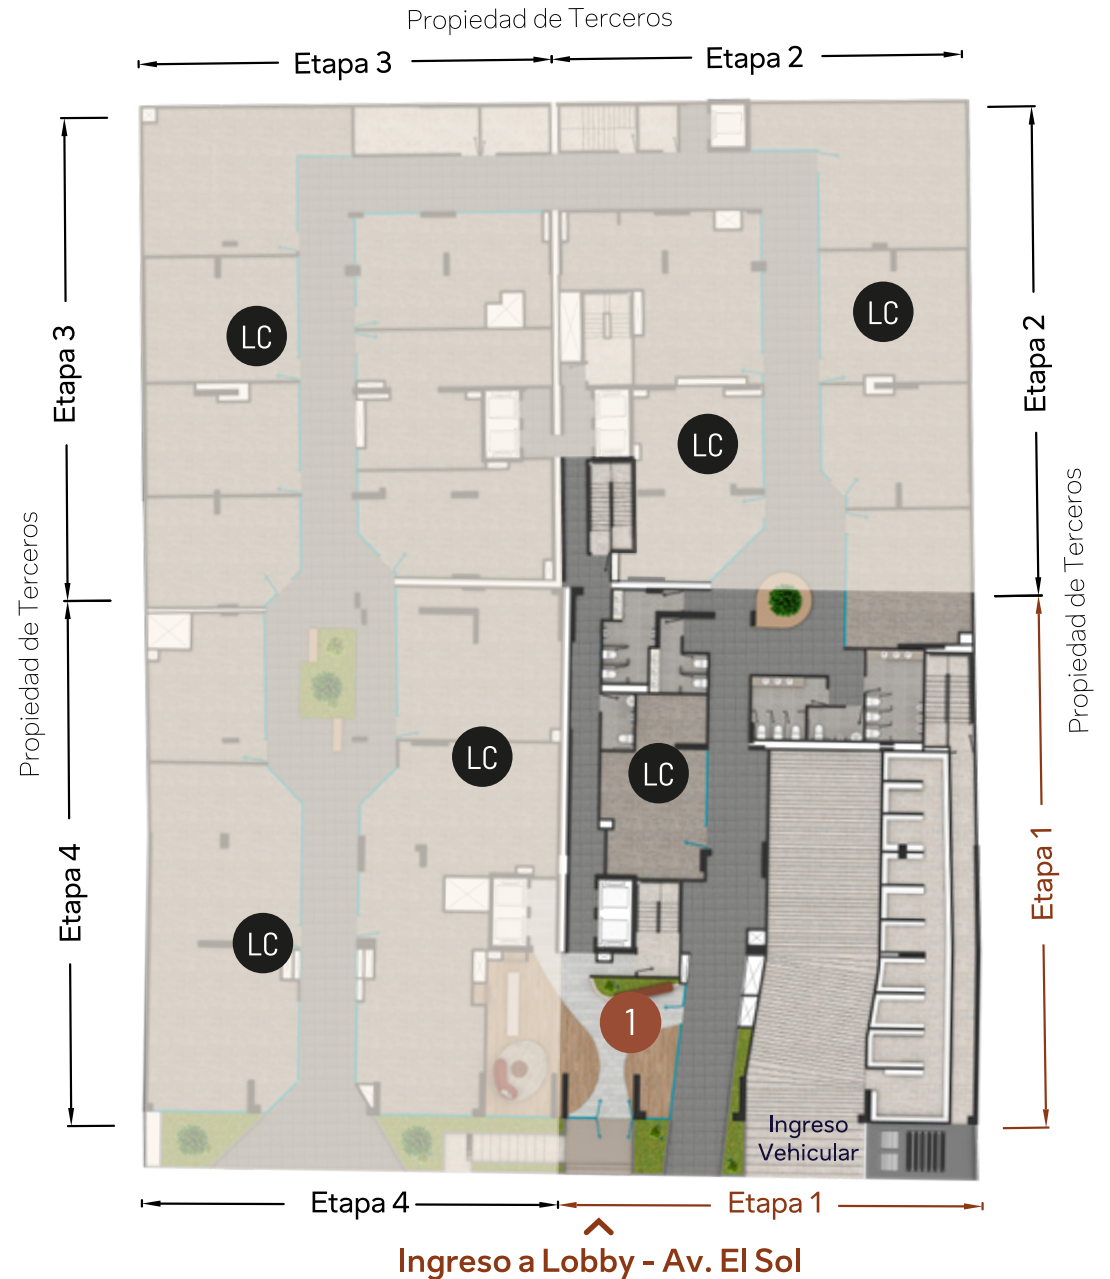 Propiedad de Terceros
Etapa 3
Etapa 2
Etapa 3
LC
LC
Etapa 2
LC
Propiedad de Terceros
Propiedad de Terceros
LC
LC
Etapa 4
Etapa 1
LC
1
Ingreso
Vehicular
Etapa 4
Etapa 1
Ingreso a Lobby - Av. El Sol